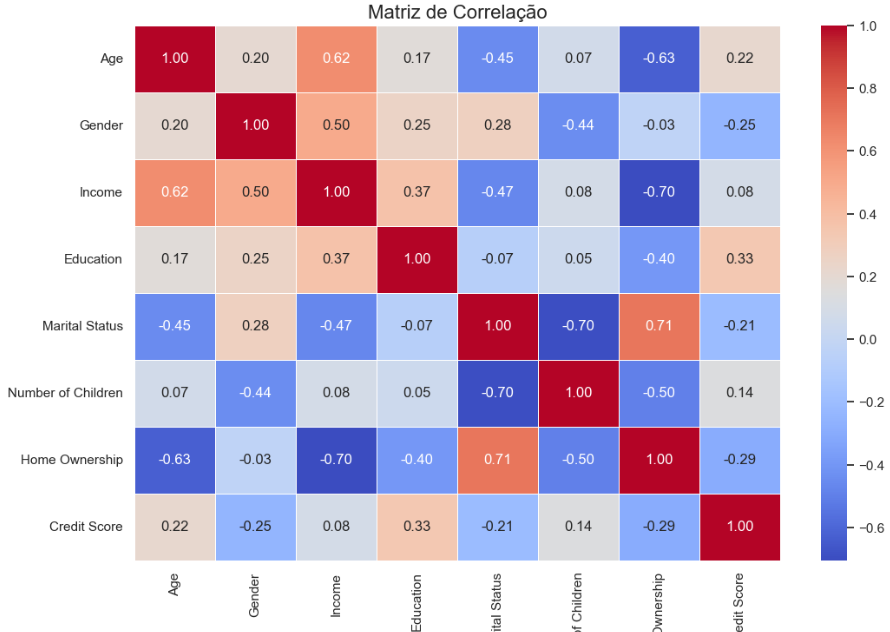 Matriz de Correlação
Age 1.00 0.20 0.62 0.17 -0.45 0.07 -0.63 0.22
Gender 0.20 1.00 0.50 0.25 0.28 -0.44 -0.03 -0.25
Income 0.62 0.50 1.00 0.37 -0.47 0.08 -0.70 0.08
Education 0.17 0.25 0.37 1.00 -0.07 0.05 -0.40 0.33
Marital Status -0.45 0.28 -0.47 -0.07 1.00 -0.70 0.71 -0.21
Number of Children 0.07 -0.44 0.08 0.05 -0.70 1.00 -0.50 0.14
Home Ownership -0.63 -0.03 -0.70 -0.40 0.71 -0.50 1.00 -0.29
Credit Score 0.22 -0.25 0.08 0.33 -0.21 0.14 -0.29 1.00
Age
Gender
Income
Education
ital Status
of Children
Ownership
edit Score
1.0
0.8
0.6
0.4
0.2
0.0
−0.2
−0.4
−0.6